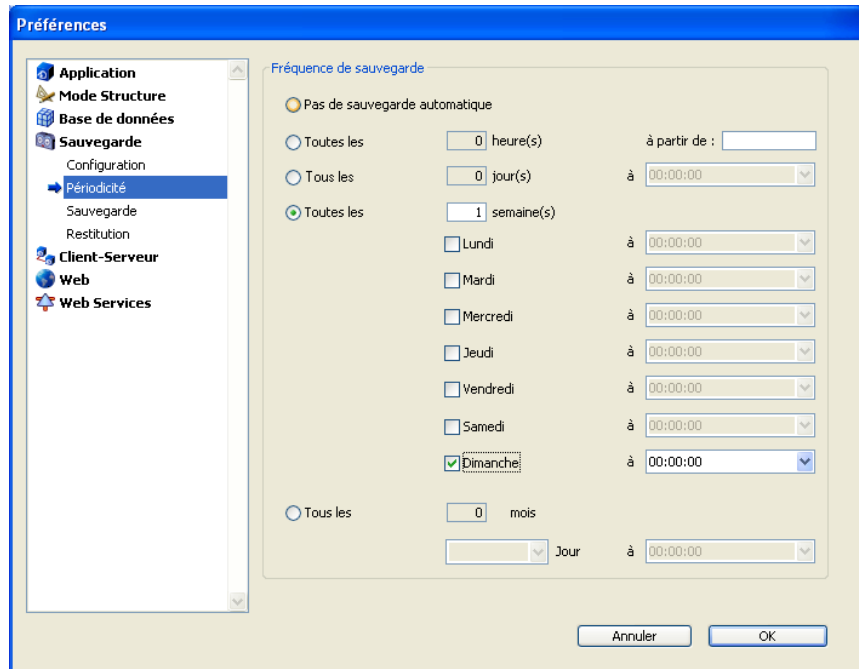 Préférences
Application
Mode Structure
Base de données
Sauvegarde
Configuration
Périodicité
Sauvegarde
Restitution
Client-Serveur
Web
Web Services
Fréquence de sauvegarde
Pas de sauvegarde automatique
Toutes les 0 heure(s) à partir de :
Tous les 0 jour(s) à 00:00:00
Toutes les 1 semaine(s)
Lundi à 00:00:00
Mardi à 00:00:00
Mercredi à 00:00:00
Jeudi à 00:00:00
Vendredi à 00:00:00
Samedi à 00:00:00
Dimanche à 00:00:00
Tous les 0 mois
Jour à 00:00:00
Annuler OK